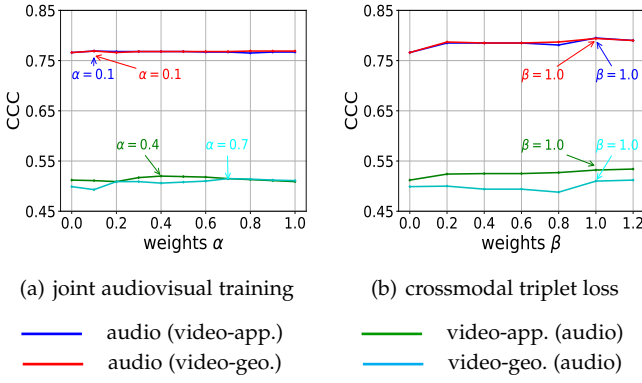 0.85
0.75
0.65
0.55
0.45
CCC
α = 0.1
α = 0.1
α = 0.4
α = 0.7
0.0 0.2 0.4 0.6 0.8 1.0
weights α
0.85
0.75
0.65
0.55
0.45
CCC
β = 1.0
β = 1.0
β = 1.0
β = 1.0
0.0 0.2 0.4 0.6 0.8 1.0 1.2
weights β
(a) joint audiovisual training
(b) crossmodal triplet loss
audio (video-app.)
video-app. (audio)
audio (video-geo.)
video-geo. (audio)